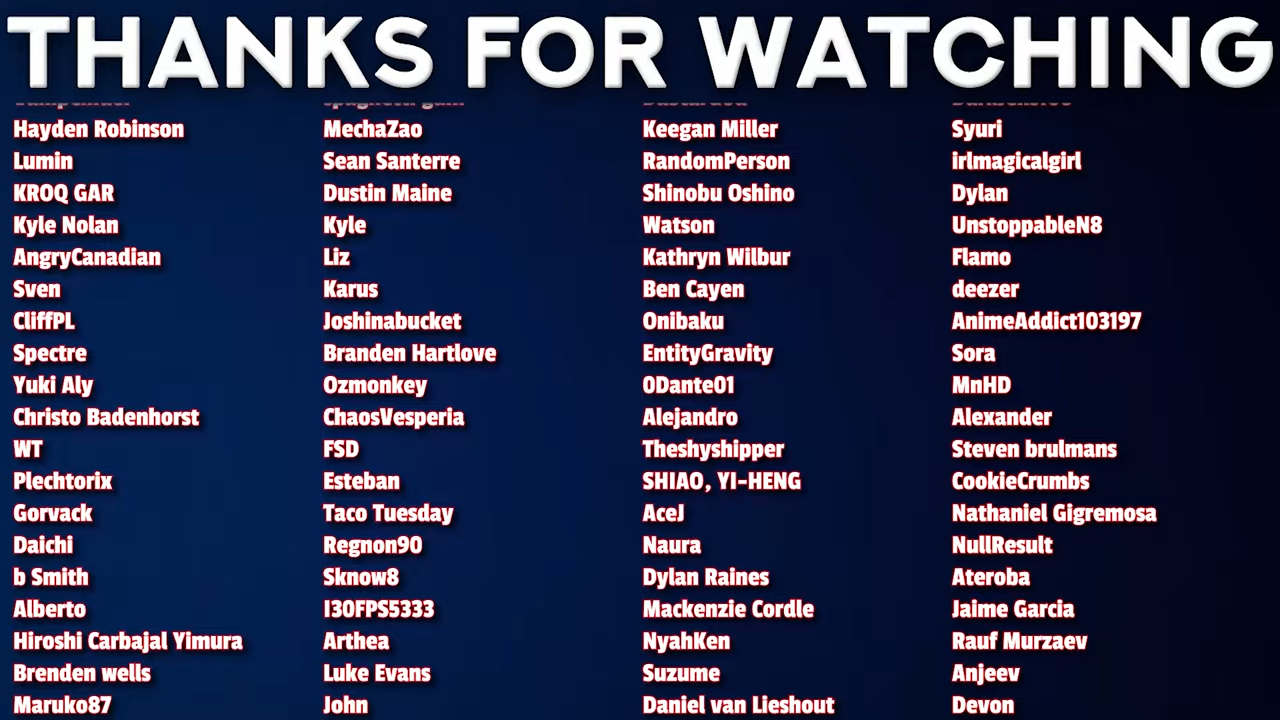 THANKS FOR WATCHING
Hayden Robinson MechaZao Keegan Miller Syuri
Lumin Sean Santerre RandomPerson irlmagicalgirl
KROQ GAR Dustin Maine Shinobu Oshino Dylan
Kyle Nolan Kyle Watson UnstoppableN8
AngryCanadian Liz Kathryn Wilbur Flamo
Sven Karus Ben Cayen deezer
CliffPL Joshinabucket Onibaku AnimeAddict103197
Spectre Branden Hartlove EntityGravity Sora
Yuki Aly Ozmonkey 0Dante01 MnHD
Christo Badenhorst ChaosVesperia Alejandro Alexander
WT FSD Theshyshipper Steven brulmans
Plechtorix Esteban SHIAO, YI-HENG CookieCrumbs
Gorvack Taco Tuesday AceJ Nathaniel Gigremosa
Daichi Regnon90 Naura NullResult
b Smith Sknow8 Dylan Raines Ateroba
Alberto I30FPS5333 Mackenzie Cordle Jaime Garcia
Hiroshi Carbajal Yimura Arthea NyahKen Rauf Murzaev
Brenden wells Luke Evans Suzume Anjeev
Maruko87 John Daniel van Lieshout Devon